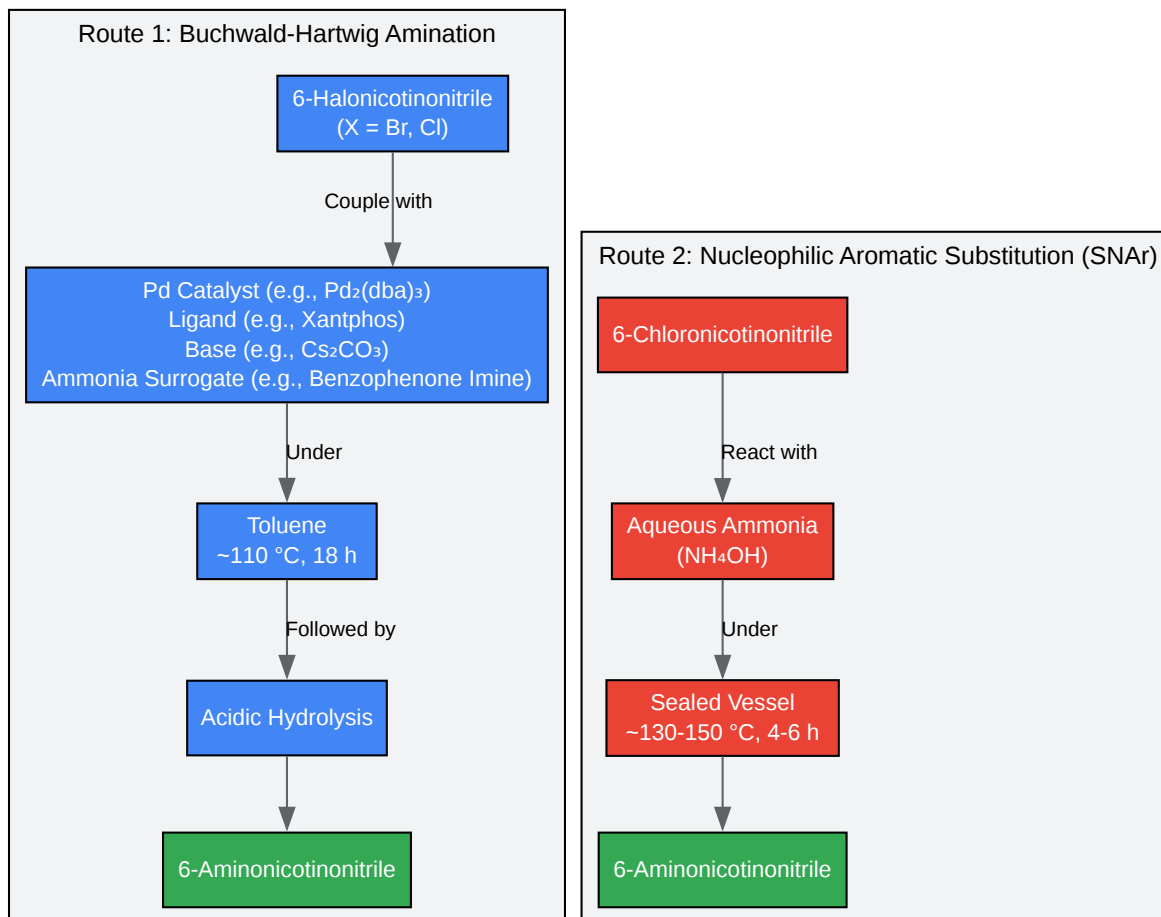 Route 1: Buchwald-Hartwig Amination
6-Halonicotinonitrile
(X = Br, Cl)
Couple with
Pd Catalyst (e.g., Pd₂(dba)₃)
Ligand (e.g., Xantphos)
Base (e.g., Cs₂CO₃)
Ammonia Surrogate (e.g., Benzophenone Imine)
Under
Toluene
~110 °C, 18 h
Followed by
Acidic Hydrolysis
6-Aminonicotinonitrile
Route 2: Nucleophilic Aromatic Substitution (SNAr)
6-Chloronicotinonitrile
React with
Aqueous Ammonia
(NH₄OH)
Under
Sealed Vessel
~130-150 °C, 4-6 h
6-Aminonicotinonitrile